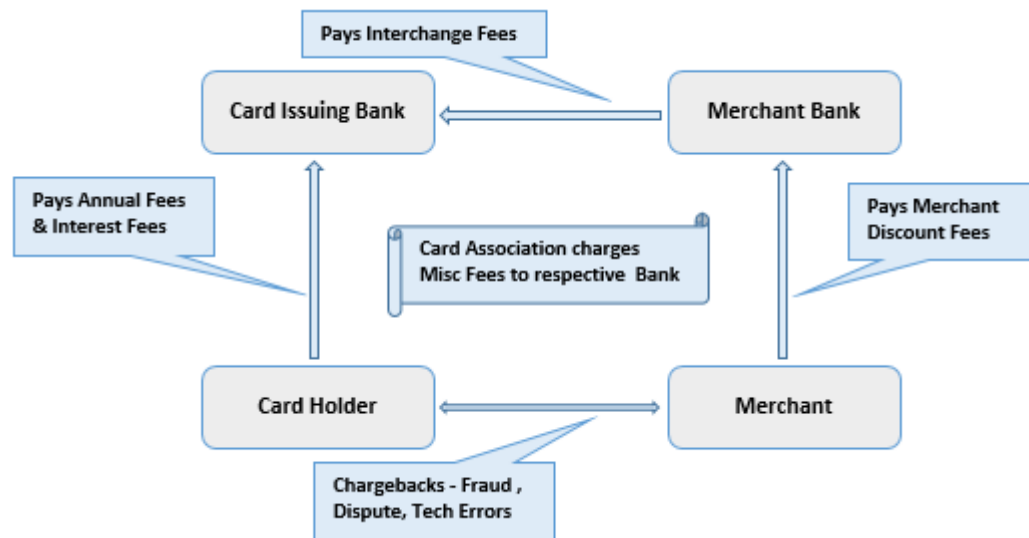 Pays Interchange Fees
Card Issuing Bank
Merchant Bank
Pays Annual Fees
& Interest Fees
Pays Merchant
Discount Fees
Card Association charges
Misc Fees to respective Bank
Card Holder
Merchant
Chargebacks - Fraud ,
Dispute, Tech Errors